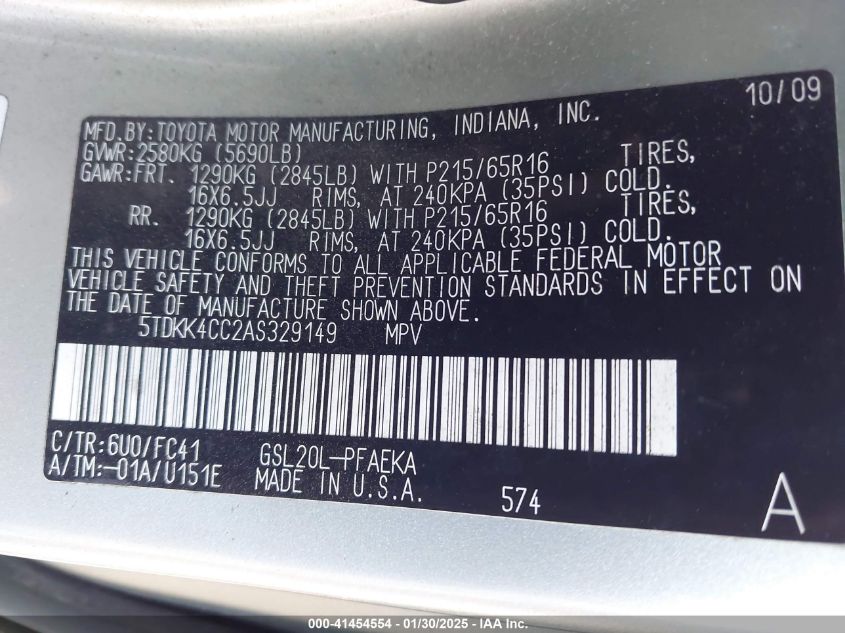 10/09
MFD.BY:TOYOTA MOTOR MANUFACTURING, INDIANA, INC.
GVWR:2580KG (5690LB)
GAWR:FRT. 1290KG (2845LB) WITH P215/65R16 TIRES,
16X6.5JJ RIMS, AT 240KPA (35PSI) COLD.
RR. 1290KG (2845LB) WITH P215/65R16 TIRES,
16X6.5JJ RIMS, AT 240KPA (35PSI) COLD.
THIS VEHICLE CONFORMS TO ALL APPLICABLE FEDERAL MOTOR
VEHICLE SAFETY AND THEFT PREVENTION STANDARDS IN EFFECT ON
THE DATE OF MANUFACTURE SHOWN ABOVE.
5TDKK4CC2AS329149 MPV
C/TR:6U0/FC41 GSL20L-PFAEKA
A/TM:-01A/U151E MADE IN U.S.A. 574 A
000-41454554 - 01/30/2025 - IAA Inc.